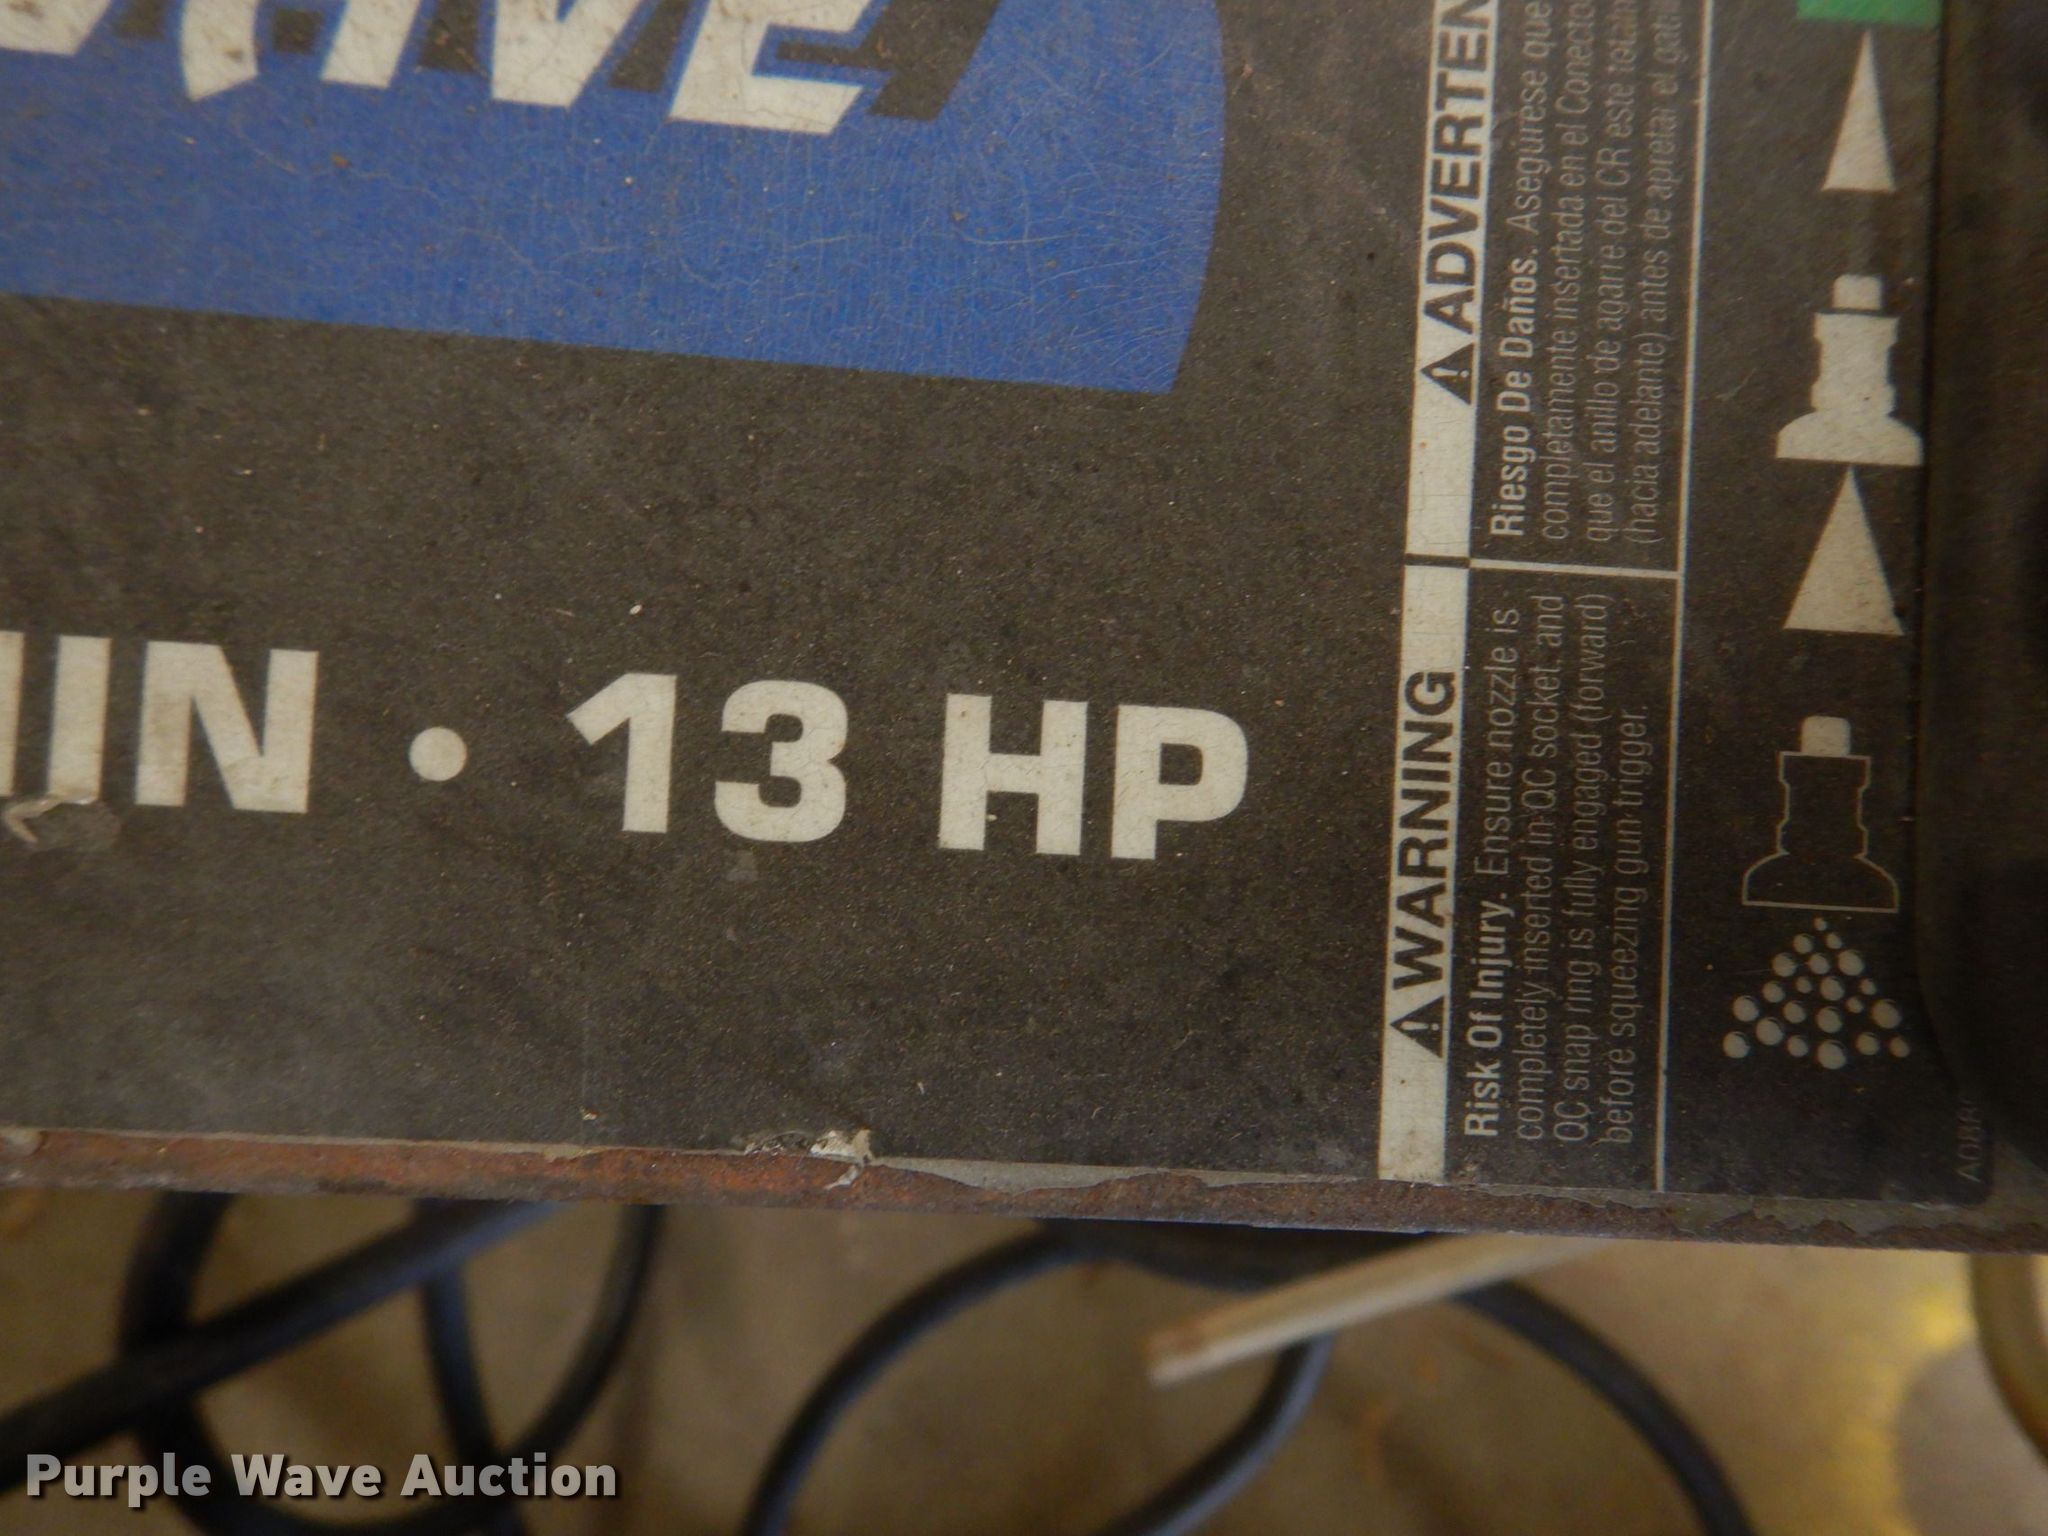 IN • 13 HP
⚠WARNING
Risk Of Injury. Ensure nozzle is
completely inserted in QC socket, and
QC snap ring is fully engaged (forward)
before squeezing gun trigger.
⚠ADVERTEN
Riesgo De Daños. Asegúrese que
completamente insertada en el Conecto
que el anillo de agarre del CR este totalm
(hacia adelante) antes de apretar el gati
Purple Wave Auction